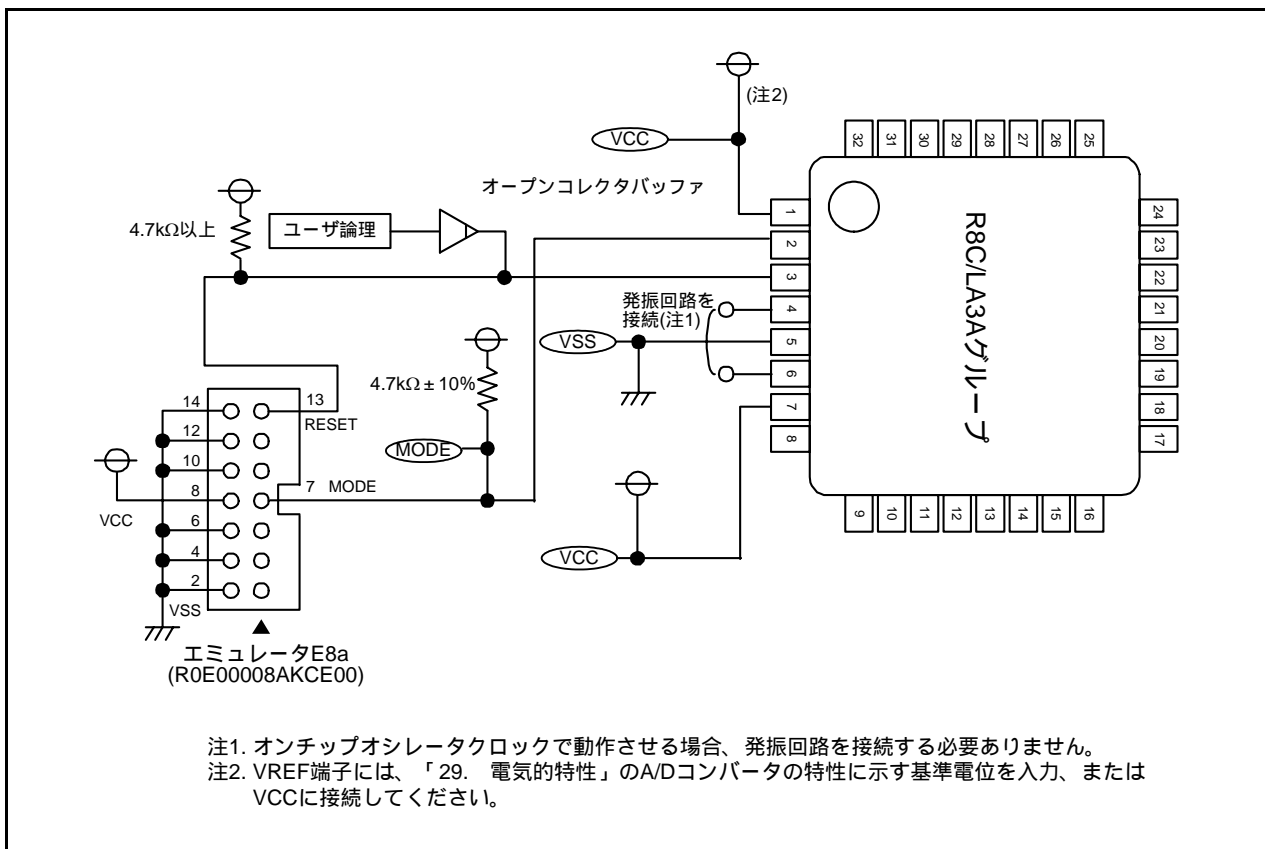 (注2)
VCC
オープンコレクタバッファ
4.7kΩ以上
ユーザ論理
32
31
30
29
28
27
26
25
1
2
3
4
5
6
7
8
R8C/LA3Aグループ
24
23
22
21
20
19
18
17
9
10
11
12
13
14
15
16
発振回路を
接続(注1)
VSS
4.7kΩ±10%
MODE
14
13
RESET
12
10
8
7 MODE
VCC
6
4
2
VSS
VCC
エミュレータE8a
(R0E00008AKCE00)
注1. オンチップオシレータクロックで動作させる場合、発振回路を接続する必要ありません。
注2. VREF端子には、「29. 電気的特性」のA/Dコンバータの特性に示す基準電位を入力、または
VCCに接続してください。